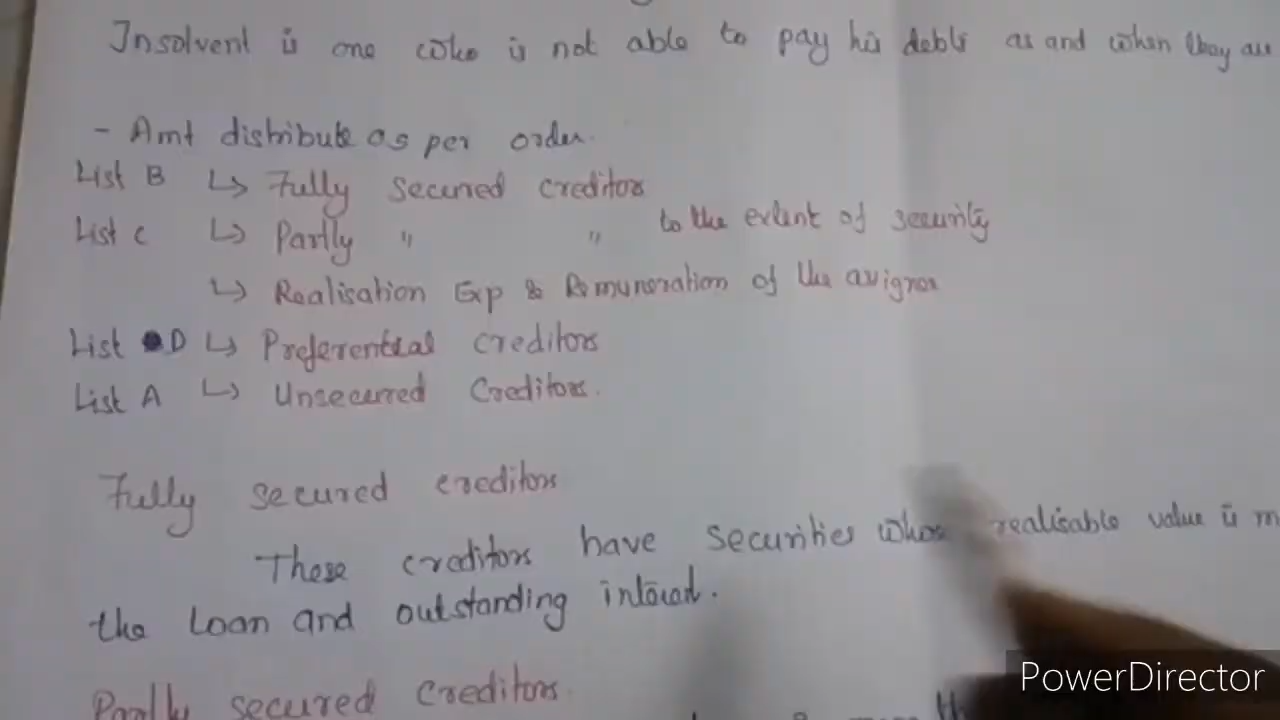 Insolvent is one who is not able to pay his debts as and when they are
- Amt distribute as per order.
List B ↳ Fully secured creditors
List C ↳ Partly " " to the extent of security
↳ Realisation Exp & Remuneration of the assignee
List D ↳ Preferential creditors
List A ↳ Unsecured Creditors.
Fully secured creditors
These creditors have securities whose realisable value is
the loan and outstanding interest.
Partly secured creditors.
PowerDirector